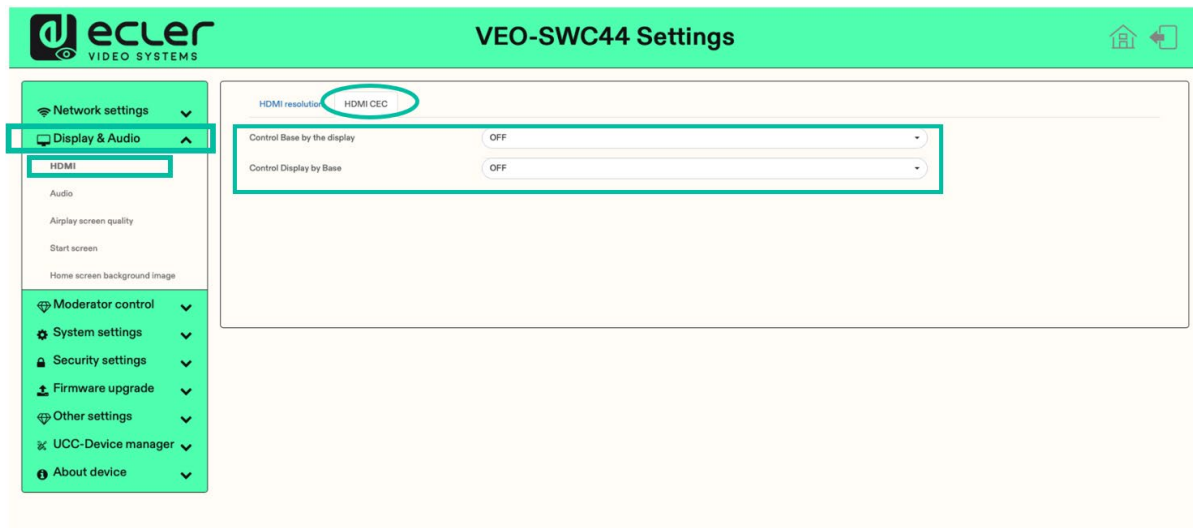 ecler
VIDEO SYSTEMS
VEO-SWC44 Settings
Network settings
Display & Audio
HDMI
Audio
Airplay screen quality
Start screen
Home screen background image
Moderator control
System settings
Security settings
Firmware upgrade
Other settings
UCC-Device manager
About device
HDMI resolution
HDMI CEC
Control Base by the display
OFF
Control Display by Base
OFF